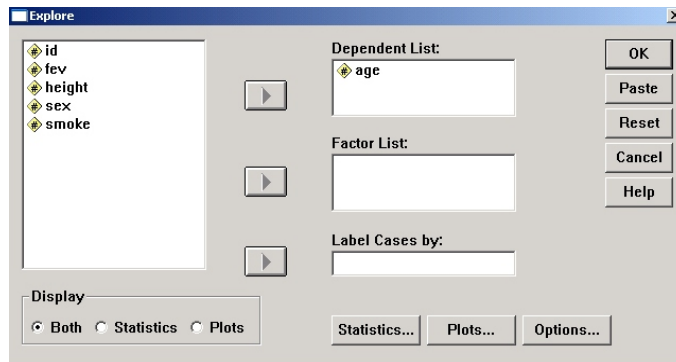 Explore
id
fev
height
sex
smoke
Dependent List:
age
Factor List:
Label Cases by:
OK
Paste
Reset
Cancel
Help
Display
Both Statistics Plots
Statistics... Plots... Options...